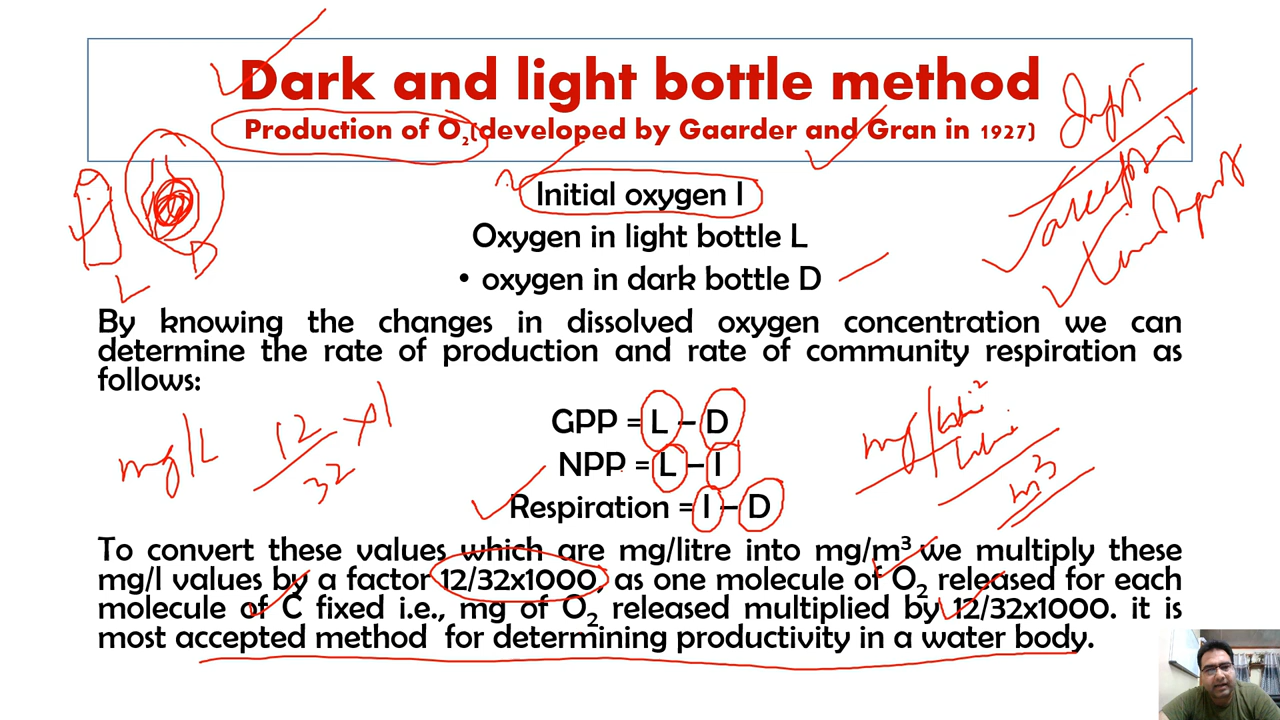 Dark and light bottle method
Production of O₂(developed by Gaarder and Gran in 1927)
Initial oxygen I
Oxygen in light bottle L
• oxygen in dark bottle D
L
D
By knowing the changes in dissolved oxygen concentration we can
determine the rate of production and rate of community respiration as
follows:
mg/L
12/32 x 1
GPP = L – D
NPP = L – I
Respiration = I – D
mg/
m³
To convert these values which are mg/litre into mg/m³ we multiply these
mg/l values by a factor 12/32x1000, as one molecule of O₂ released for each
molecule of C fixed i.e., mg of O₂ released multiplied by 12/32x1000. it is
most accepted method for determining productivity in a water body.